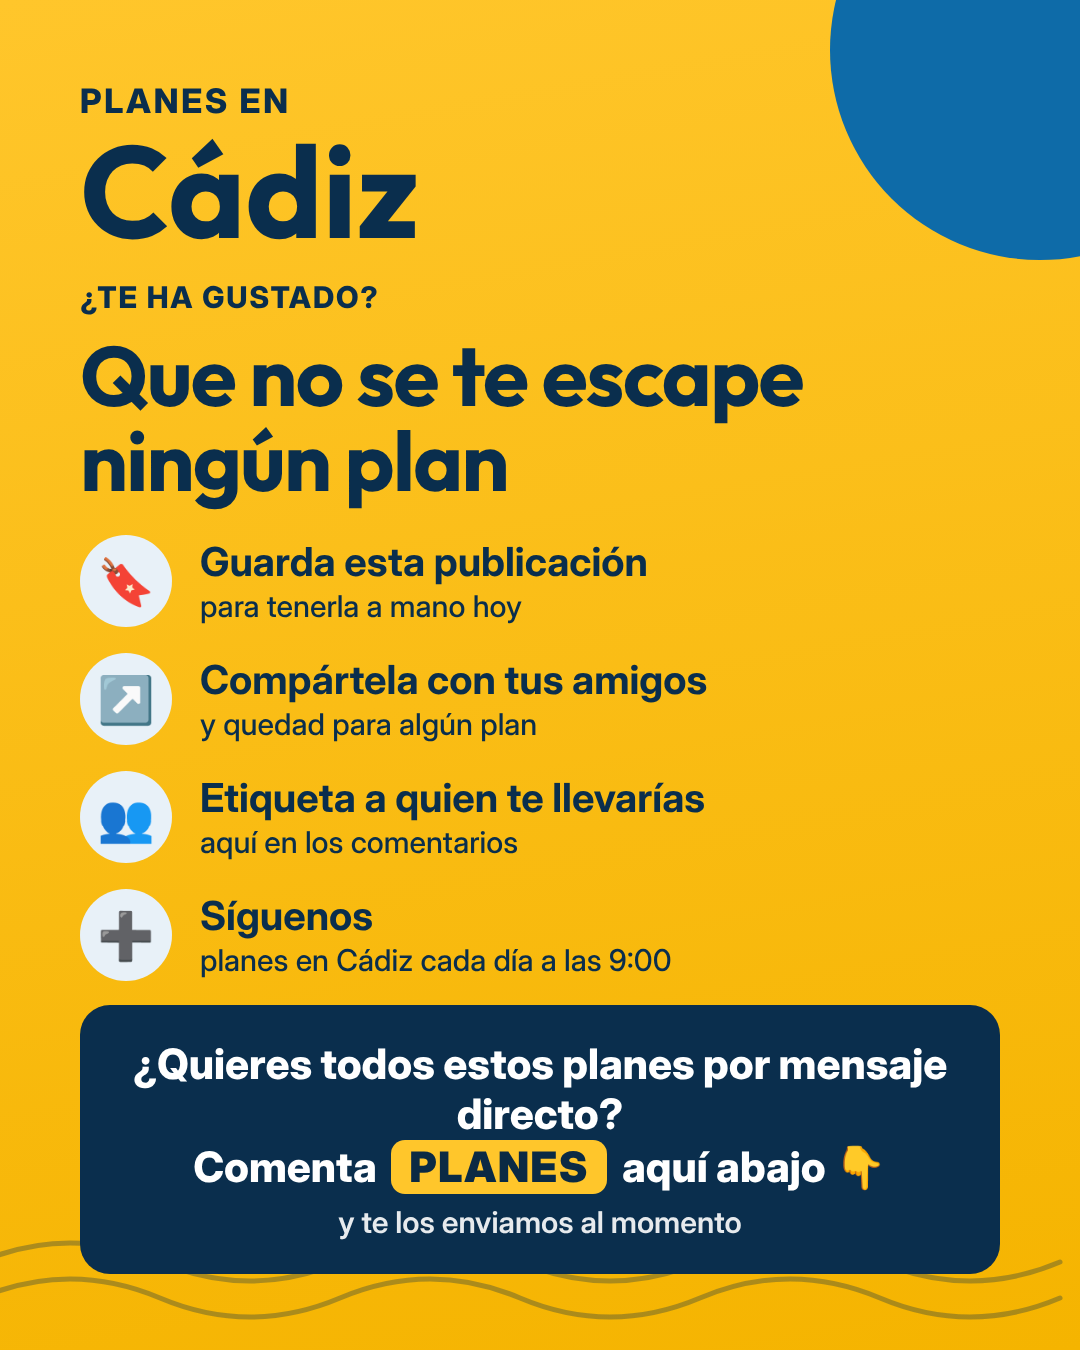 PLANES EN
Cádiz
¿TE HA GUSTADO?
Que no se te escape
ningún plan
Guarda esta publicación
para tenerla a mano hoy
Compártela con tus amigos
y quedad para algún plan
Etiqueta a quien te llevarías
aquí en los comentarios
Síguenos
planes en Cádiz cada día a las 9:00
¿Quieres todos estos planes por mensaje
directo?
Comenta PLANES aquí abajo 👇
y te los enviamos al momento